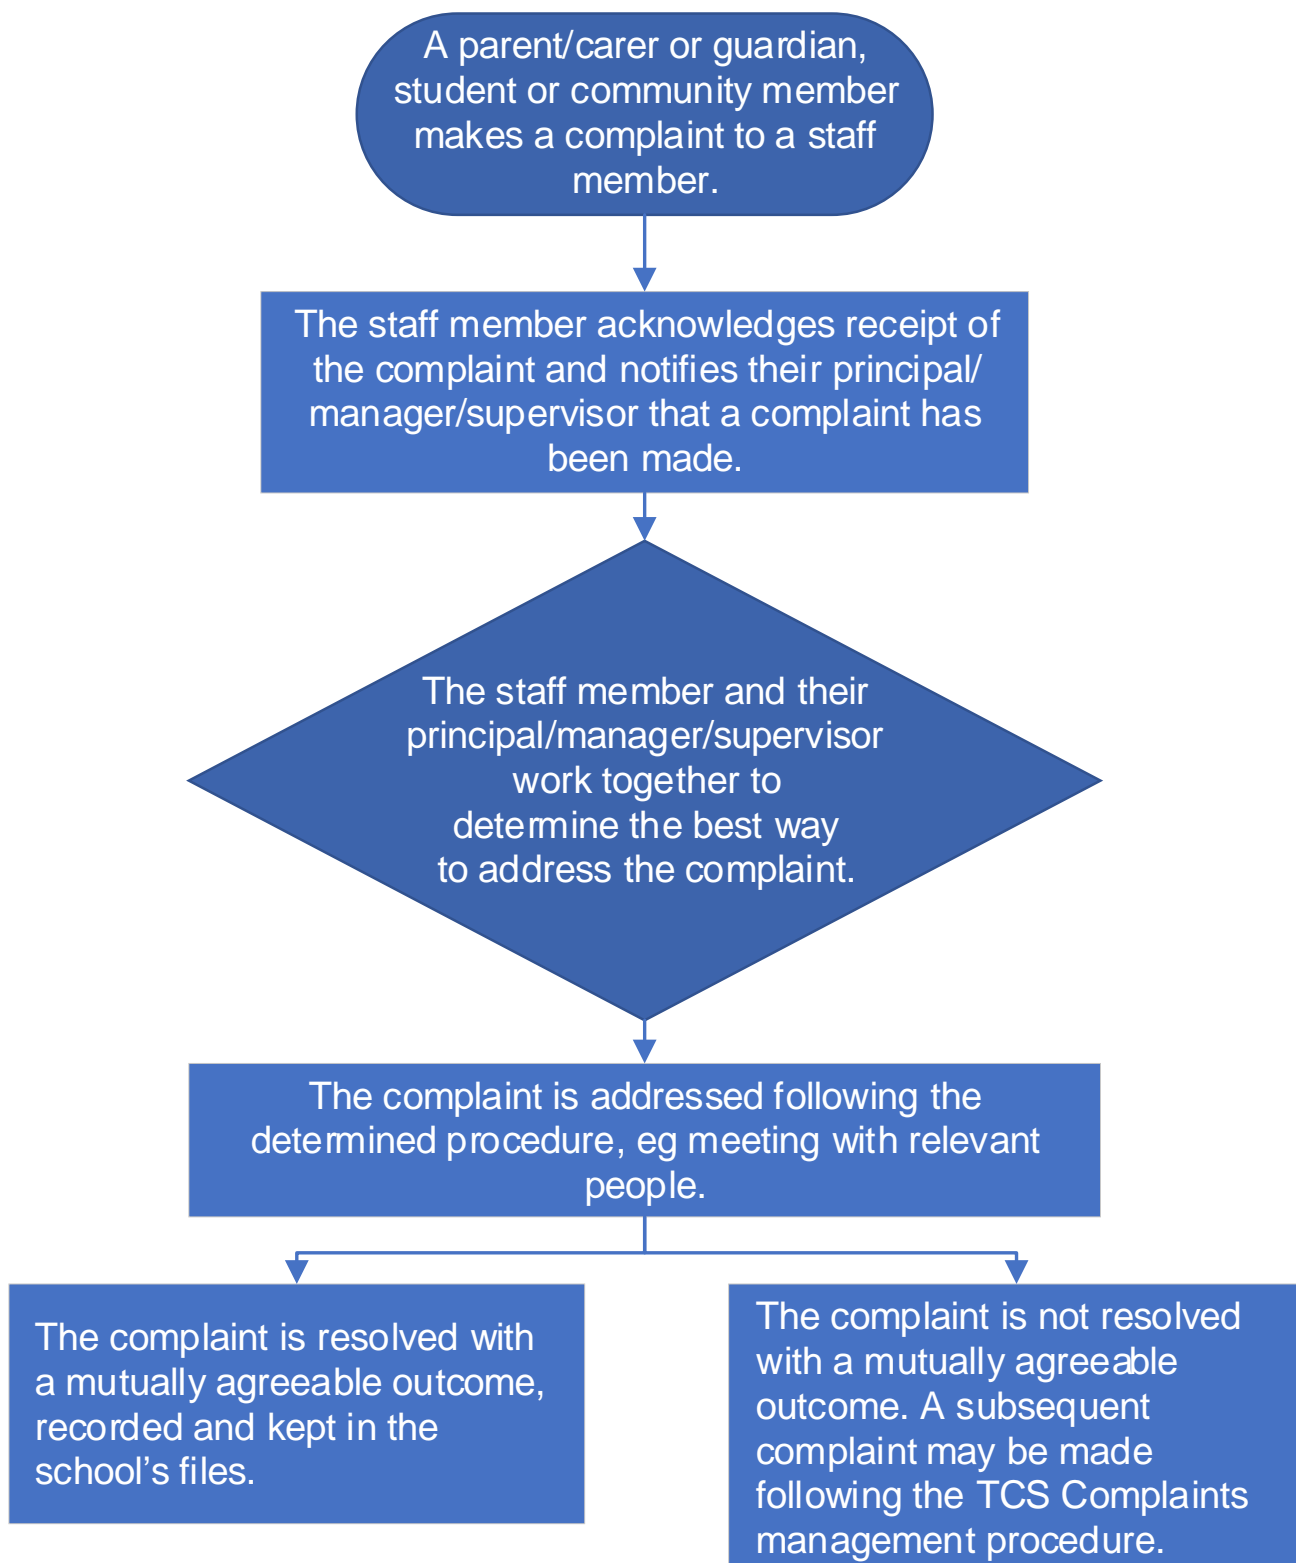 A parent/carer or guardian,
student or community member
makes a complaint to a staff
member.
The staff member acknowledges receipt of
the complaint and notifies their principal/
manager/supervisor that a complaint has
been made.
The staff member and their
principal/manager/supervisor
work together to
determine the best way
to address the complaint.
The complaint is addressed following the
determined procedure, eg meeting with relevant
people.
The complaint is resolved with
a mutually agreeable outcome,
recorded and kept in the
school’s files.
The complaint is not resolved
with a mutually agreeable
outcome. A subsequent
complaint may be made
following the TCS Complaints
management procedure.